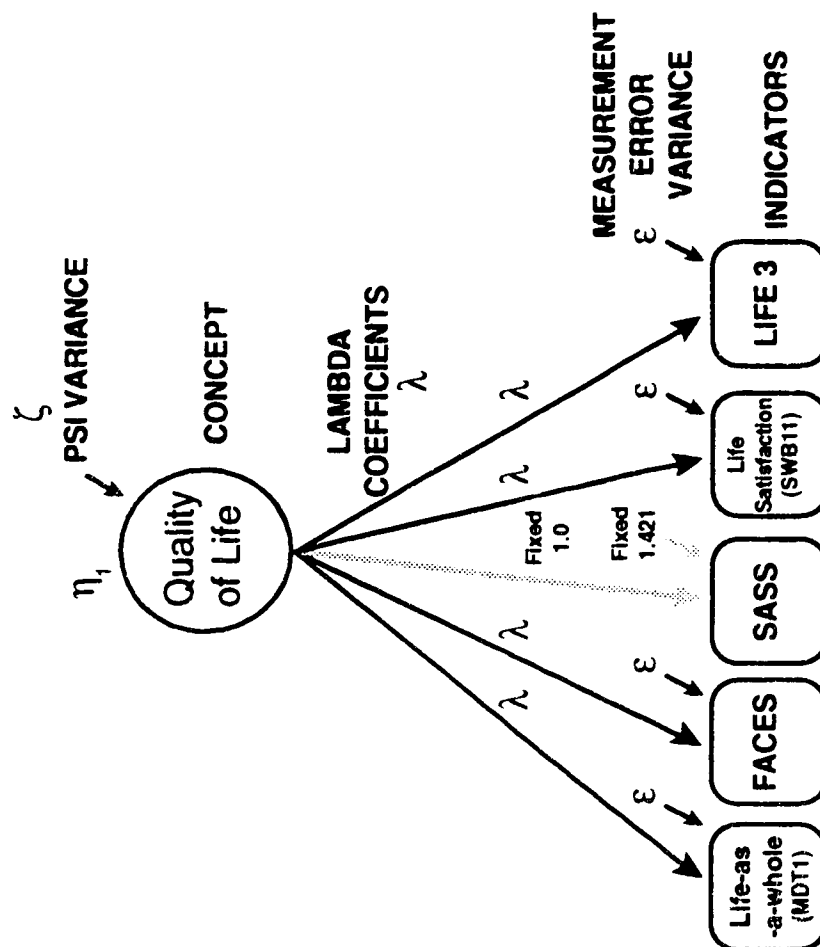 ζ
PSI VARIANCE
η₁
Quality
of Life
CONCEPT
LAMBDA
COEFFICIENTS
λ
λ
λ
Fixed
1.0
λ
λ
MEASUREMENT
ERROR
VARIANCE
ε
ε
Fixed
1.421
ε
ε
Life-as
-a-whole
(MDT1)
FACES
SASS
Life
Satisfaction
(SWB11)
LIFE 3
INDICATORS